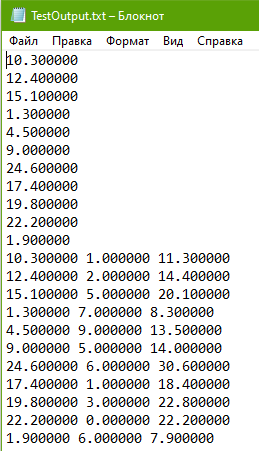 TestOutput.txt – Блокнот
Файл Правка Формат Вид Справка
10.300000
12.400000
15.100000
1.300000
4.500000
9.000000
24.600000
17.400000
19.800000
22.200000
1.900000
10.300000 1.000000 11.300000
12.400000 2.000000 14.400000
15.100000 5.000000 20.100000
1.300000 7.000000 8.300000
4.500000 9.000000 13.500000
9.000000 5.000000 14.000000
24.600000 6.000000 30.600000
17.400000 1.000000 18.400000
19.800000 3.000000 22.800000
22.200000 0.000000 22.200000
1.900000 6.000000 7.900000